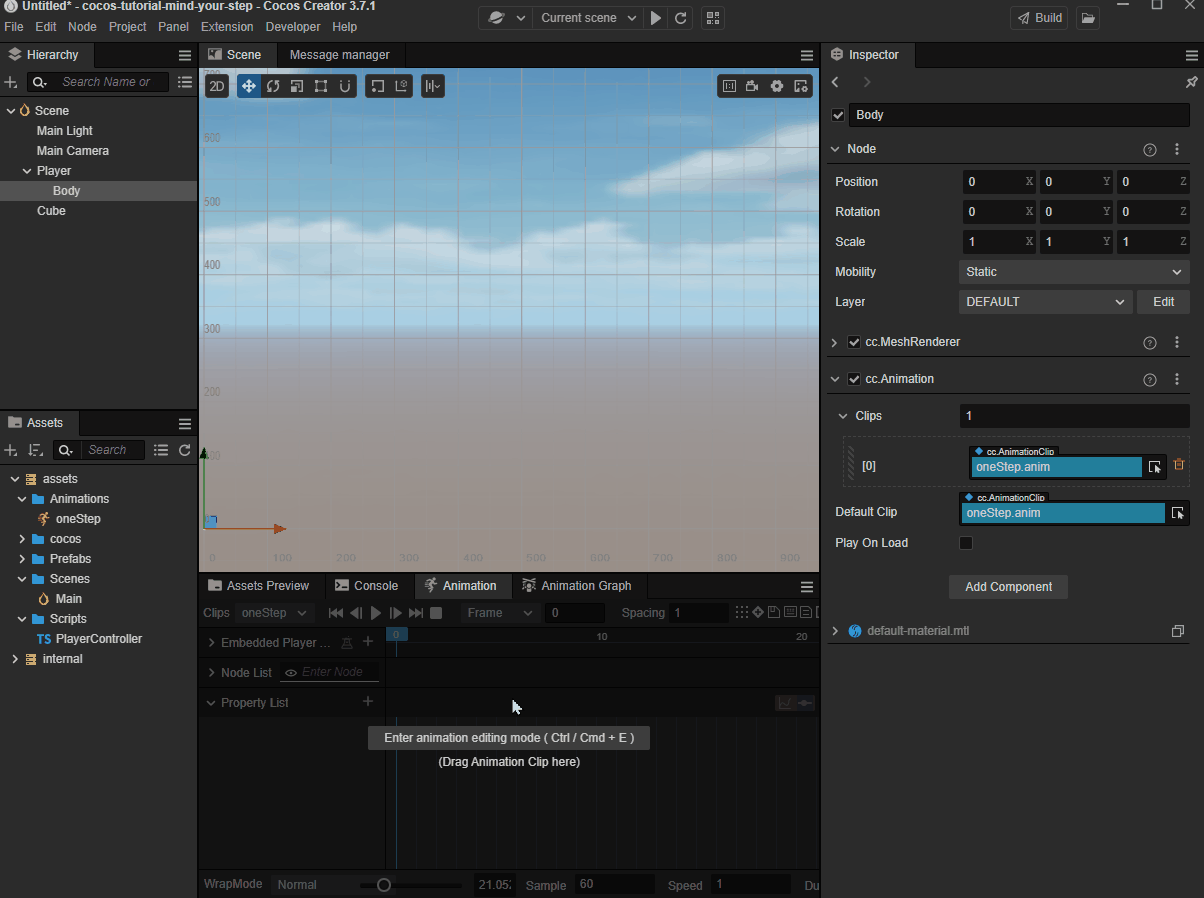 Untitled* - cocos-tutorial-mind-your-step - Cocos Creator 3.7.1
File Edit Node Project Panel Extension Developer Help
Current scene
Build
Hierarchy
Search Name or
Scene
Main Light
Main Camera
Player
Body
Cube
Assets
Search
assets
Animations
oneStep
cocos
Prefabs
Scenes
Main
Scripts
TS PlayerController
internal
Scene Message manager
2D
600
500
400
300
200
0 100 200 300 400 500 600 700 800 900
Assets Preview Console Animation Animation Graph
Clips oneStep Frame 0 Spacing 1
Embedded Player ... 0 10 20
Node List Enter Node
Property List
Enter animation editing mode ( Ctrl / Cmd + E )
(Drag Animation Clip here)
WrapMode Normal Sample 60 Speed 1 Du
Inspector
Body
Node
Position 0 X 0 Y 0 Z
Rotation 0 X 0 Y 0 Z
Scale 1 X 1 Y 1 Z
Mobility Static
Layer DEFAULT Edit
cc.MeshRenderer
cc.Animation
Clips 1
cc.AnimationClip
[0] oneStep.anim
cc.AnimationClip
Default Clip oneStep.anim
Play On Load
Add Component
default-material.mtl